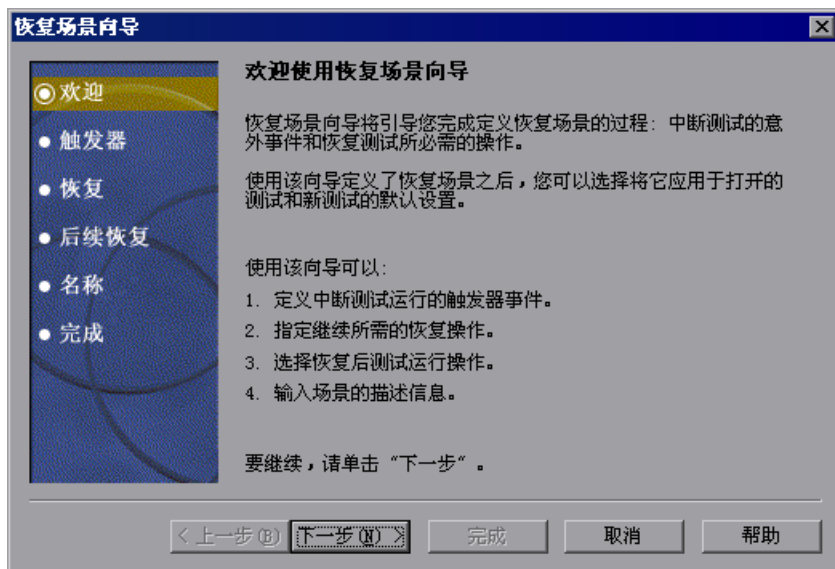 恢复场景向导
欢迎
触发器
恢复
后续恢复
名称
完成
欢迎使用恢复场景向导
恢复场景向导将引导您完成定义恢复场景的过程: 中断测试的意
外事件和恢复测试所必需的操作。
使用该向导定义了恢复场景之后，您可以选择将它应用于打开的
测试和新测试的默认设置。
使用该向导可以:
1. 定义中断测试运行的触发器事件。
2. 指定继续所需的恢复操作。
3. 选择恢复后测试运行操作。
4. 输入场景的描述信息。
要继续，请单击 "下一步" 。
< 上一步(B) 下一步(N) > 完成 取消 帮助